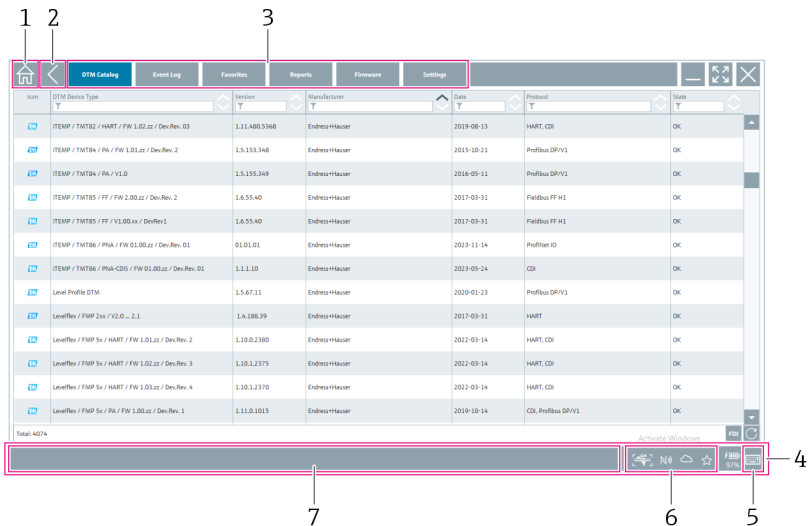 1 2 3
DTM Catalog Event Log Favorites Reports Firmware Settings
Icon DTM Device Type Version Manufacturer Date Protocol State
iTEMP / TMT82 / HART / FW 1.02.zz / Dev.Rev. 03 1.11.480.5368 Endress+Hauser 2019-08-13 HART, CDI OK
iTEMP / TMT84 / PA / FW 1.01.zz / Dev.Rev. 2 1.5.153.348 Endress+Hauser 2015-10-21 Profibus DP/V1 OK
iTEMP / TMT84 / PA / V1.0 1.5.155.349 Endress+Hauser 2016-05-11 Profibus DP/V1 OK
iTEMP / TMT85 / FF / FW 2.00.zz / Dev.Rev. 2 1.6.55.40 Endress+Hauser 2017-03-31 Fieldbus FF H1 OK
iTEMP / TMT85 / FF / V1.00.xx / DevRev1 1.6.55.40 Endress+Hauser 2017-03-31 Fieldbus FF H1 OK
iTEMP / TMT86 / PNA / FW 01.00.zz / Dev.Rev. 01 01.01.01 Endress+Hauser 2023-11-14 ProfiNet IO OK
iTEMP / TMT86 / PNA-CDIS / FW 01.00.zz / Dev.Rev. 01 1.1.1.10 Endress+Hauser 2023-05-24 CDI OK
Level Profile DTM 1.5.67.11 Endress+Hauser 2020-01-23 Profibus DP/V1 OK
Levelflex / FMP 2xx / V2.0 ... 2.1 1.4.188.39 Endress+Hauser 2017-03-31 HART OK
Levelflex / FMP 5x / HART / FW 1.01.zz / Dev.Rev. 2 1.10.0.2380 Endress+Hauser 2022-03-14 HART, CDI OK
Levelflex / FMP 5x / HART / FW 1.02.zz / Dev.Rev. 3 1.10.1.2375 Endress+Hauser 2022-03-14 HART, CDI OK
Levelflex / FMP 5x / HART / FW 1.03.zz / Dev.Rev. 4 1.10.1.2370 Endress+Hauser 2022-03-14 HART, CDI OK
Levelflex / FMP 5x / PA / FW 1.00.zz / Dev.Rev. 1 1.11.0.1015 Endress+Hauser 2019-10-14 CDI, Profibus DP/V1 OK
Total: 4074 FDI
Activate Windows
97% 4
7 6 5